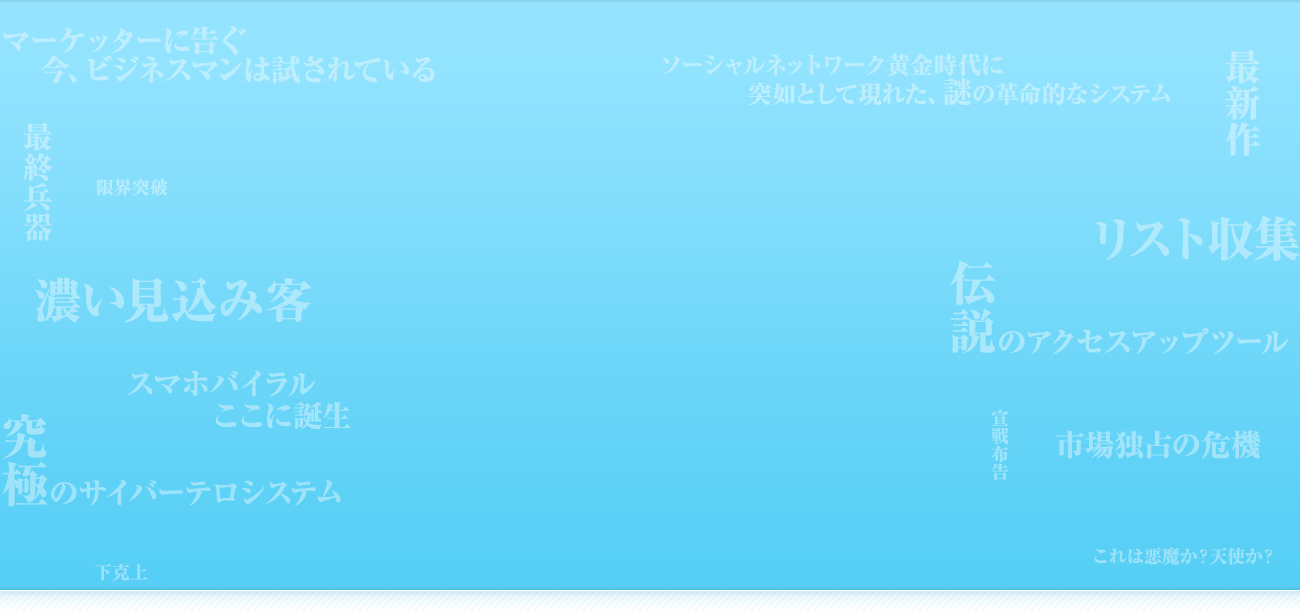 マーケッターに告ぐ
今、ビジネスマンは試されている
ソーシャルネットワーク黄金時代に
突如として現れた、謎の革命的なシステム
最新作
最終兵器
限界突破
リスト収集
濃い見込み客
伝説のアクセスアップツール
スマホバイラル
ここに誕生
究極のサイバーテロシステム
宣戦布告
市場独占の危機
これは悪魔か?天使か?
下克上